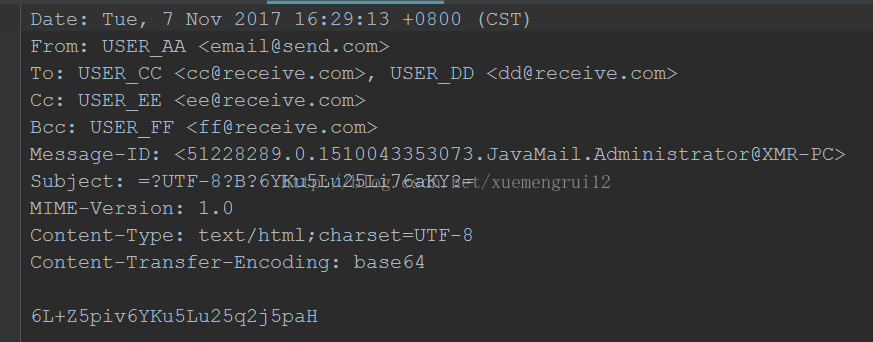 Date: Tue, 7 Nov 2017 16:29:13 +0800 (CST)
From: USER_AA <email@send.com>
To: USER_CC <cc@receive.com>, USER_DD <dd@receive.com>
Cc: USER_EE <ee@receive.com>
Bcc: USER_FF <ff@receive.com>
Message-ID: <51228289.0.1510043353073.JavaMail.Administrator@XMR-PC>
Subject: =?UTF-8?B?6YKu5Lu25Li76aKY?=
http://blog.csdn.net/xuemengrui12
MIME-Version: 1.0
Content-Type: text/html;charset=UTF-8
Content-Transfer-Encoding: base64
6L+Z5piv6YKu5Lu25q2j5paH